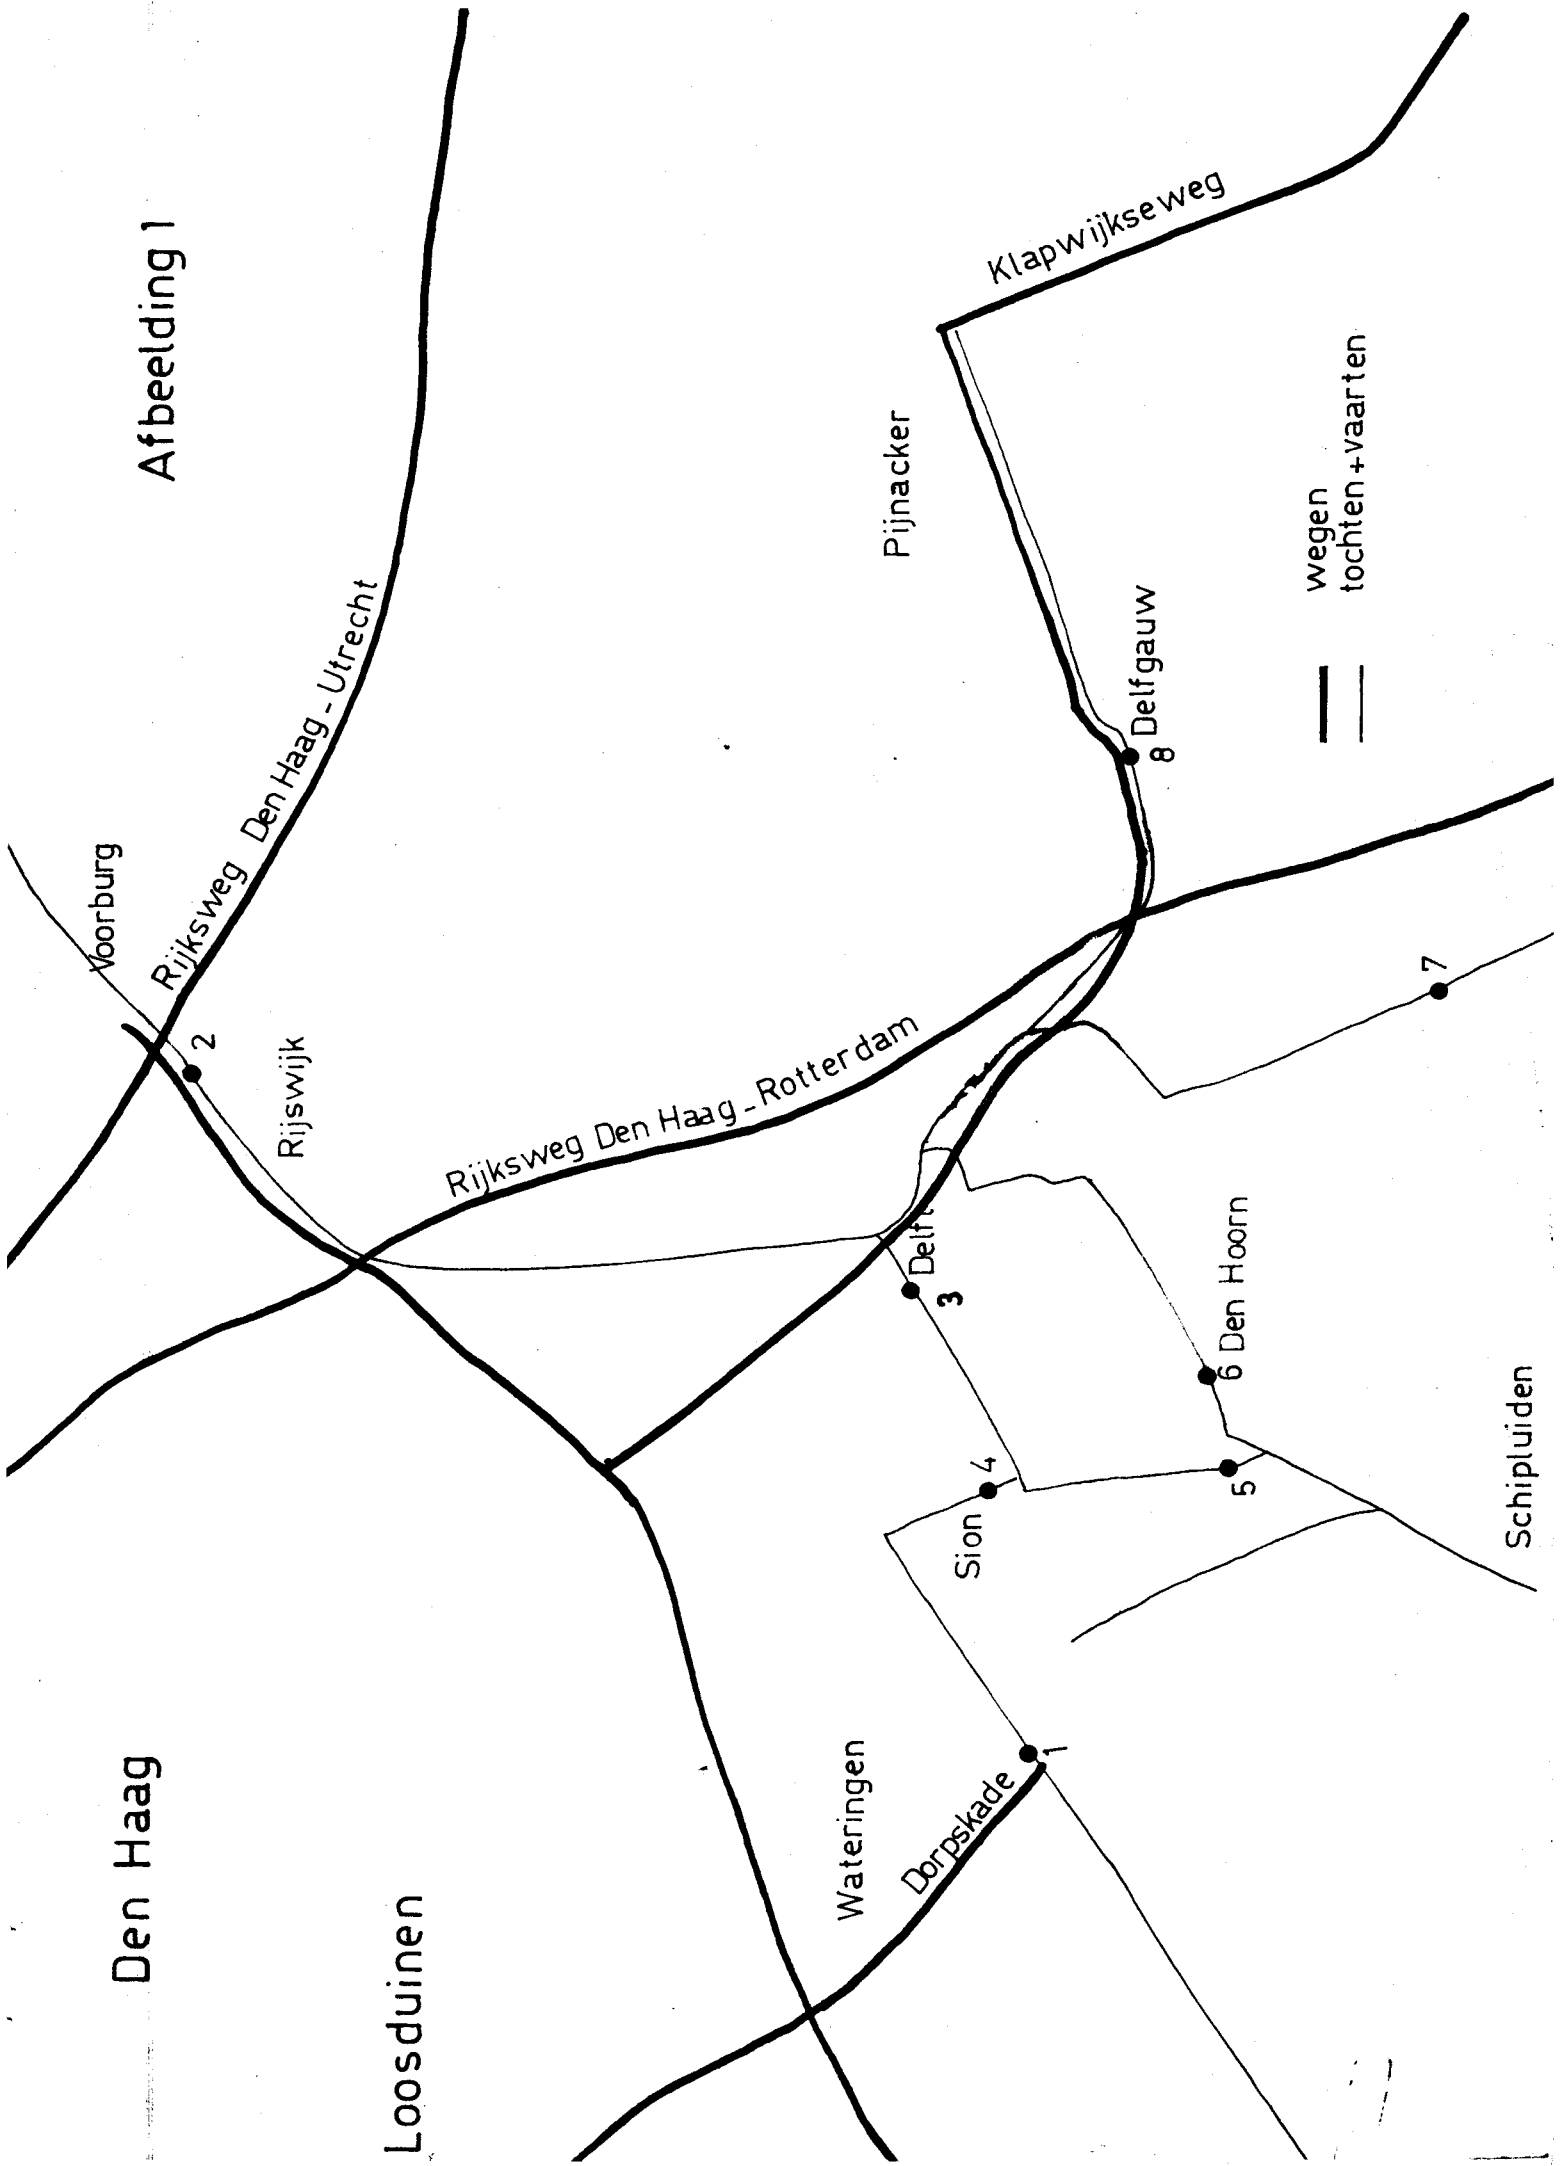 Afbeelding 1
Den Haag
Loosduinen
Voorburg
Rijksweg Den Haag - Utrecht
2
Rijswijk
Rijksweg Den Haag - Rotterdam
Wateringen
Dorpskade
1
Sion
4
3
Delft
5
6 Den Hoorn
Schipluiden
7
8
Delfgauw
Pijnacker
Klapwijkseweg
wegen
tochten + vaarten